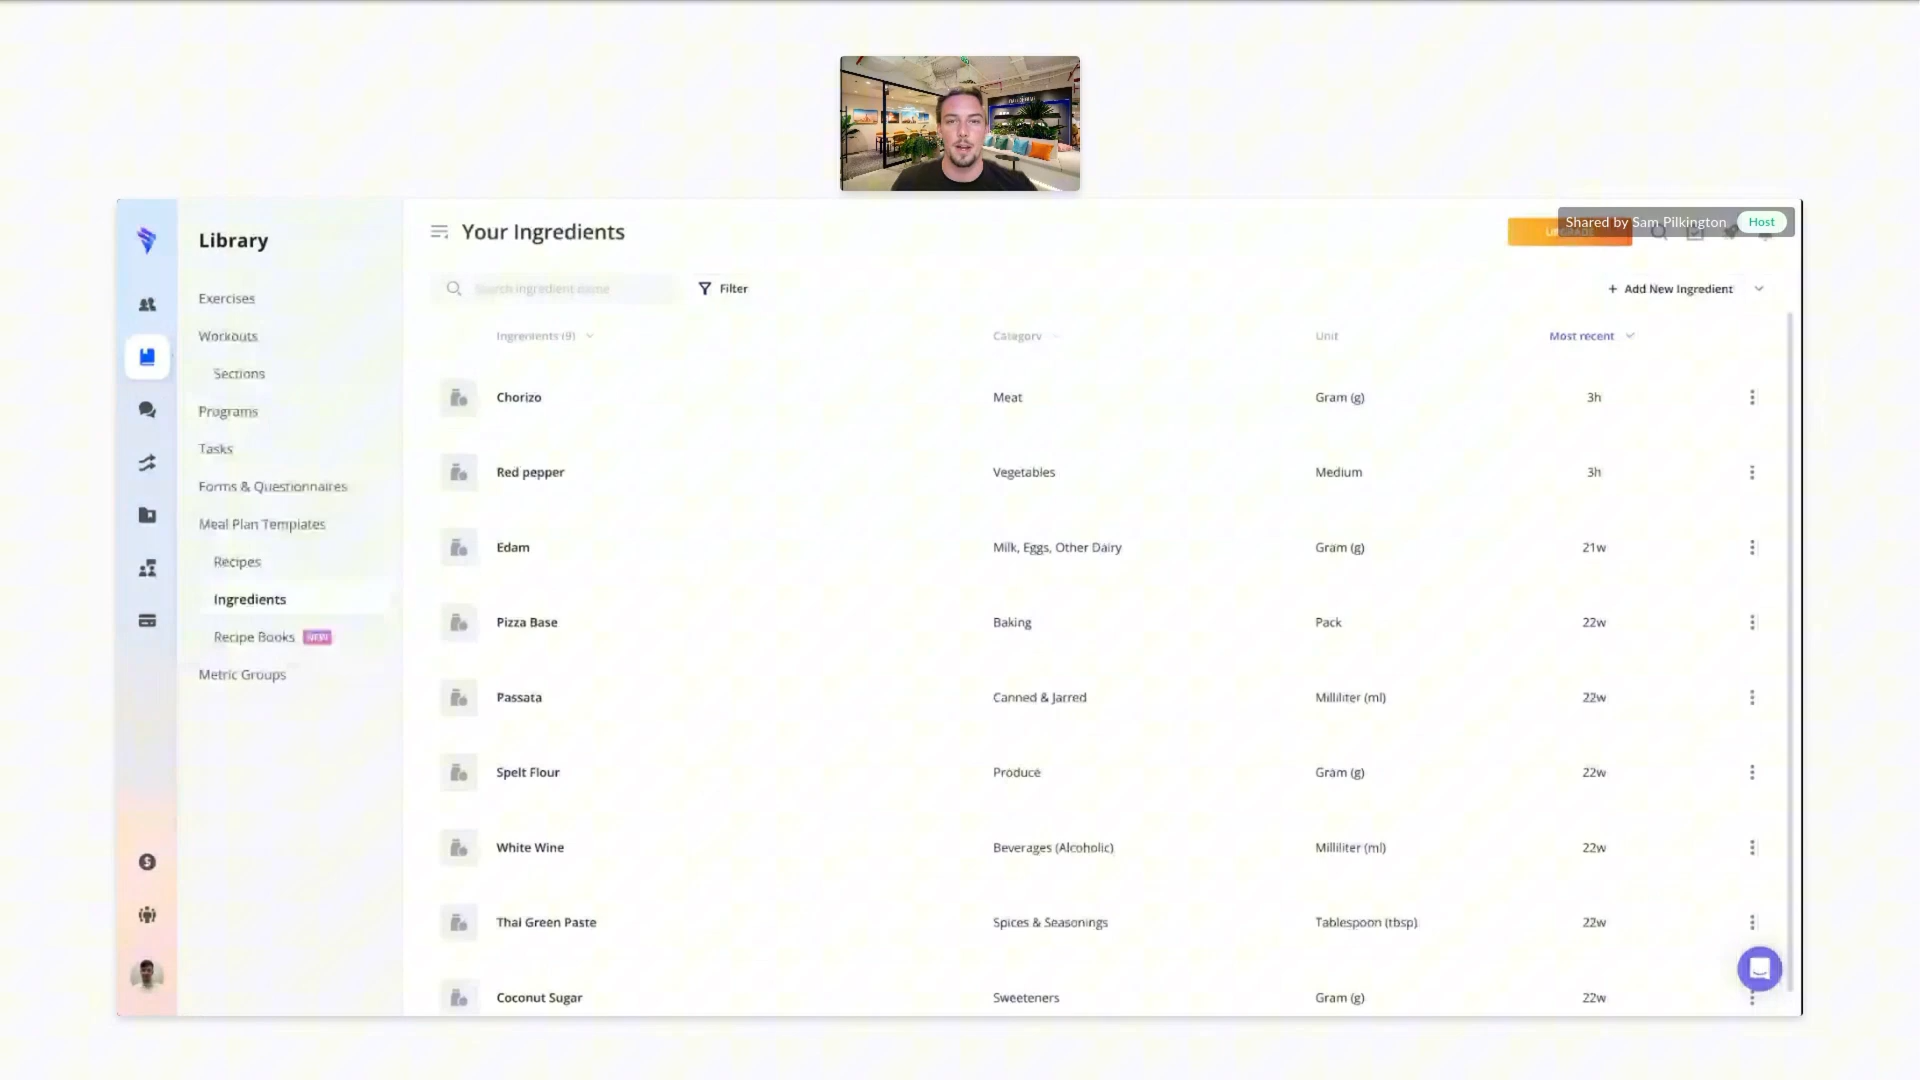 Shared by Sam Pilkington Host
Library
Exercises
Workouts
Sections
Programs
Tasks
Forms & Questionnaires
Meal Plan Templates
Recipes
Ingredients
Recipe Books NEW
Metric Groups
Your Ingredients
UPGRADE
Search ingredient name
Filter
+ Add New Ingredient
Ingredients (9) Category Unit Most recent
Chorizo Meat Gram (g) 3h
Red pepper Vegetables Medium 3h
Edam Milk, Eggs, Other Dairy Gram (g) 21w
Pizza Base Baking Pack 22w
Passata Canned & Jarred Milliliter (ml) 22w
Spelt Flour Produce Gram (g) 22w
White Wine Beverages (Alcoholic) Milliliter (ml) 22w
Thai Green Paste Spices & Seasonings Tablespoon (tbsp) 22w
Coconut Sugar Sweeteners Gram (g) 22w